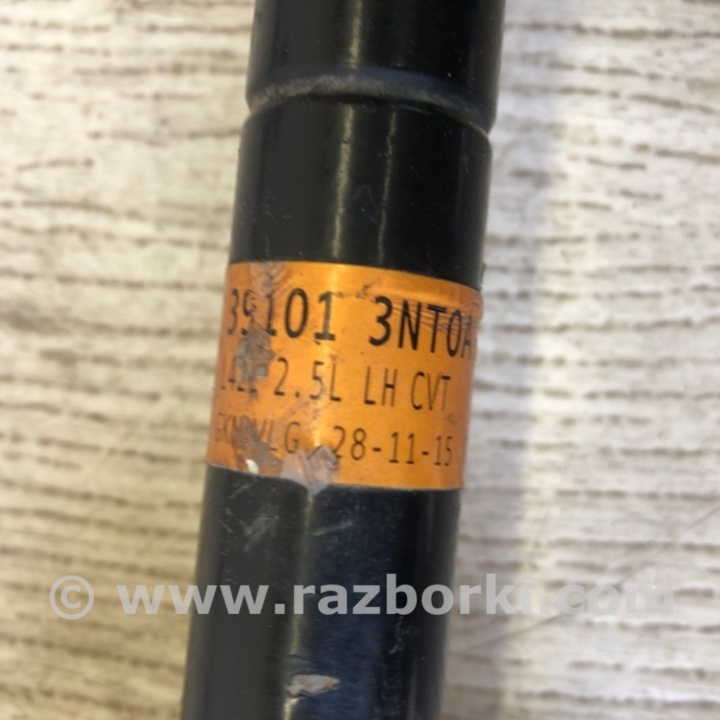 39101 3NT0A
2.5L LH CVT
28-11-15
© www.razborki.com